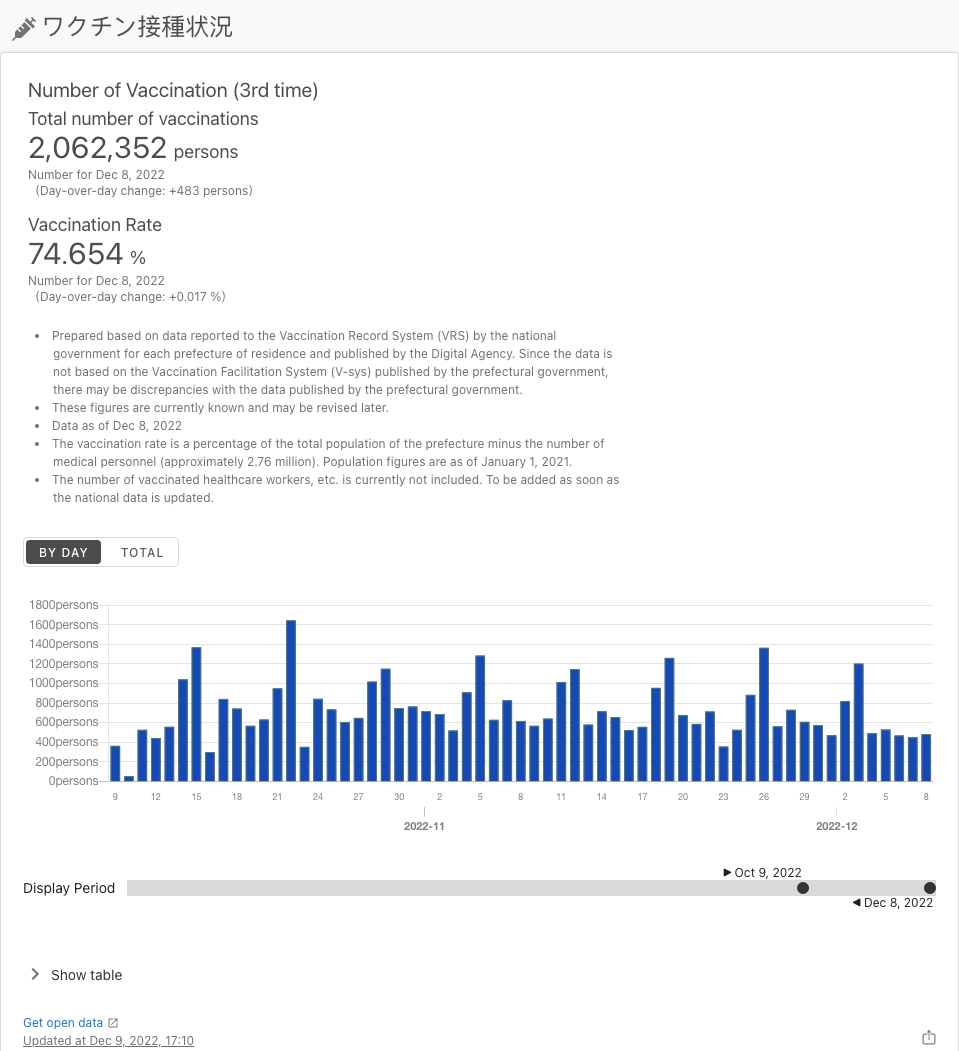 ワクチン接種状況
Number of Vaccination (3rd time)
Total number of vaccinations
2,062,352 persons
Number for Dec 8, 2022
(Day-over-day change: +483 persons)
Vaccination Rate
74.654 %
Number for Dec 8, 2022
(Day-over-day change: +0.017 %)
• Prepared based on data reported to the Vaccination Record System (VRS) by the national
government for each prefecture of residence and published by the Digital Agency. Since the data is
not based on the Vaccination Facilitation System (V-sys) published by the prefectural government,
there may be discrepancies with the data published by the prefectural government.
• These figures are currently known and may be revised later.
• Data as of Dec 8, 2022
• The vaccination rate is a percentage of the total population of the prefecture minus the number of
medical personnel (approximately 2.76 million). Population figures are as of January 1, 2021.
• The number of vaccinated healthcare workers, etc. is currently not included. To be added as soon as
the national data is updated.
BY DAY TOTAL
1800persons
1600persons
1400persons
1200persons
1000persons
800persons
600persons
400persons
200persons
0persons
9 12 15 18 21 24 27 30 2 5 8 11 14 17 20 23 26 29 2 5 8
2022-11 2022-12
Oct 9, 2022
Display Period
Dec 8, 2022
Show table
Get open data
Updated at Dec 9, 2022, 17:10